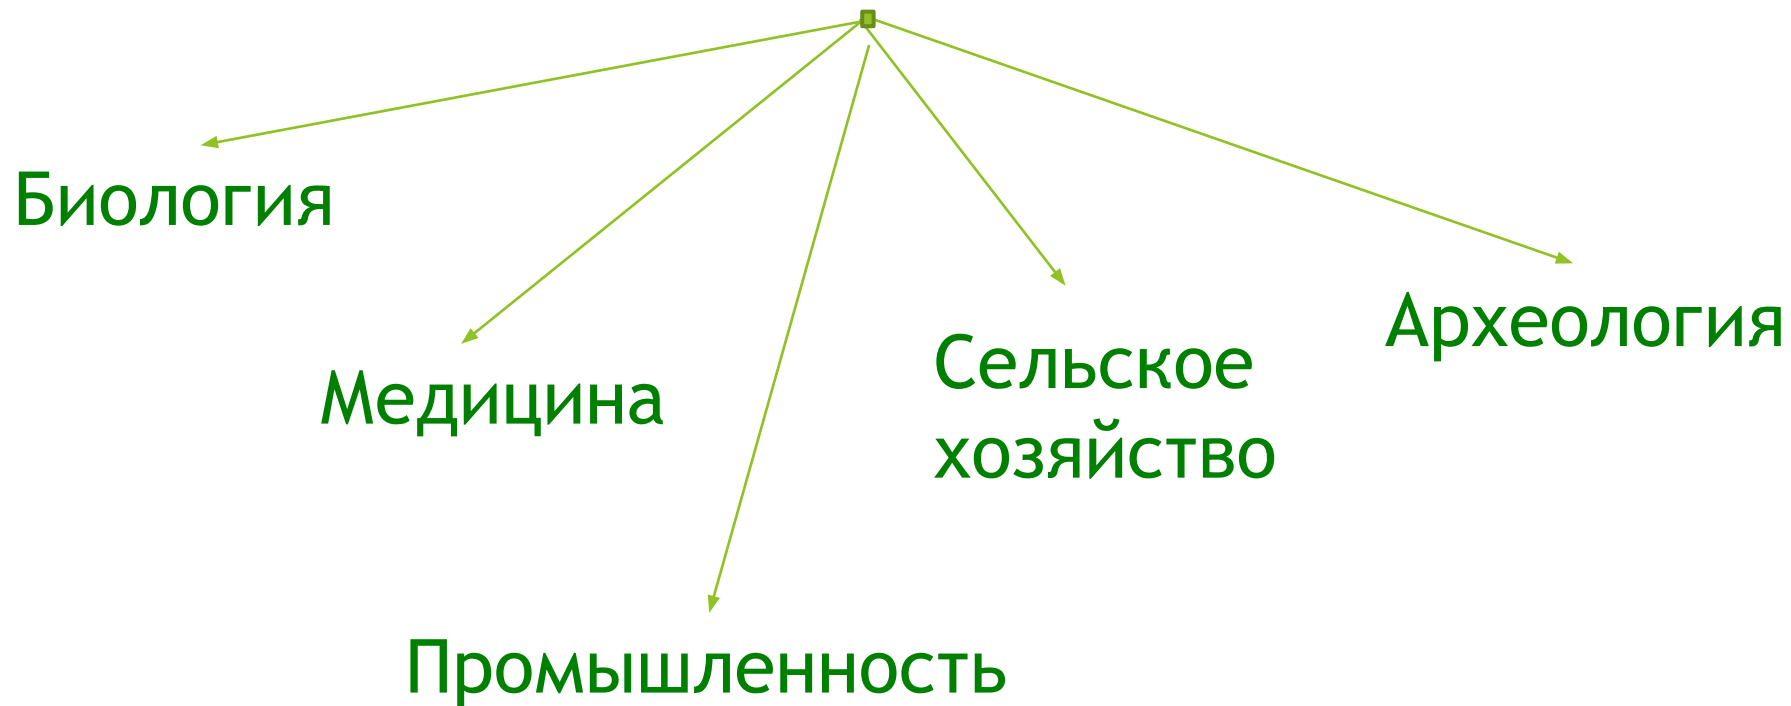 Биология
Археология
Медицина
Сельское
хозяйство
Промышленность